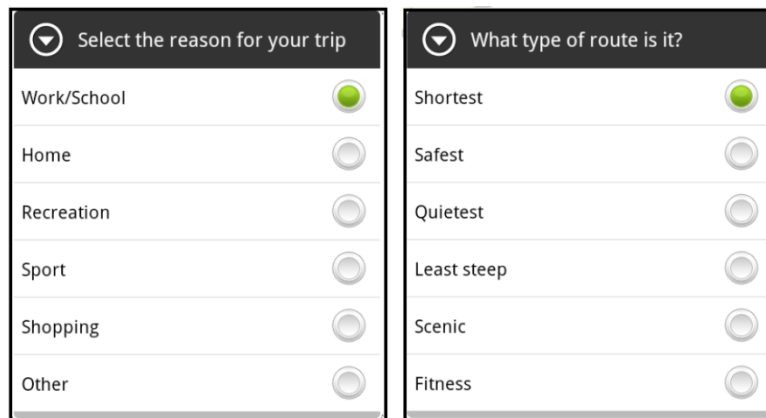 Select the reason for your trip
Work/School
Home
Recreation
Sport
Shopping
Other
What type of route is it?
Shortest
Safest
Quietest
Least steep
Scenic
Fitness